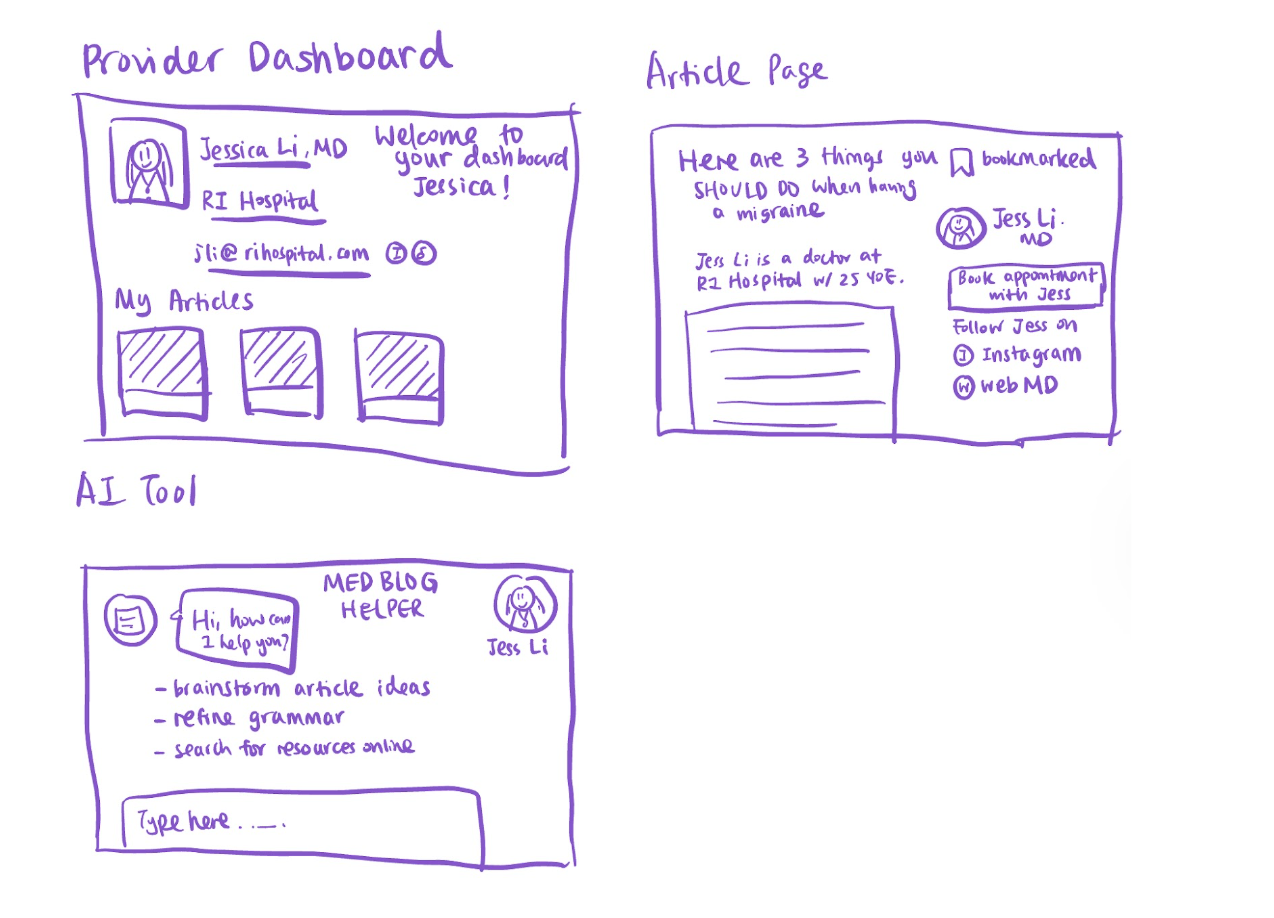 Provider Dashboard
Jessica Li, MD
RI Hospital
jli@rihospital.com
Welcome to
your dashboard
Jessica!
My Articles
Article Page
Here are 3 things you
SHOULD DO when having
a migraine
bookmarked
Jess Li is a doctor at
RI Hospital w/ 25 YOE.
Jess Li.
MD
Book appointment
with Jess
Follow Jess on
I Instagram
W webMD
AI Tool
MED BLOG
HELPER
Hi, how can
I help you?
Jess Li
- brainstorm article ideas
- refine grammar
- search for resources online
Type here . . __ .